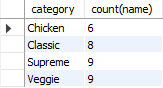 category count(name)
Chicken 6
Classic 8
Supreme 9
Veggie 9